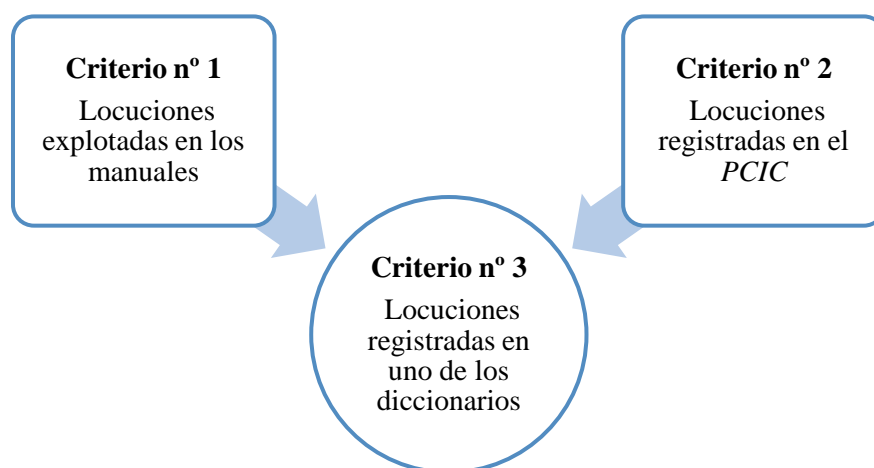 Criterio nº 1
Locuciones
explotadas en los
manuales
Criterio nº 2
Locuciones
registradas en el
PCIC
Criterio nº 3
Locuciones
registradas en
uno de los
diccionarios